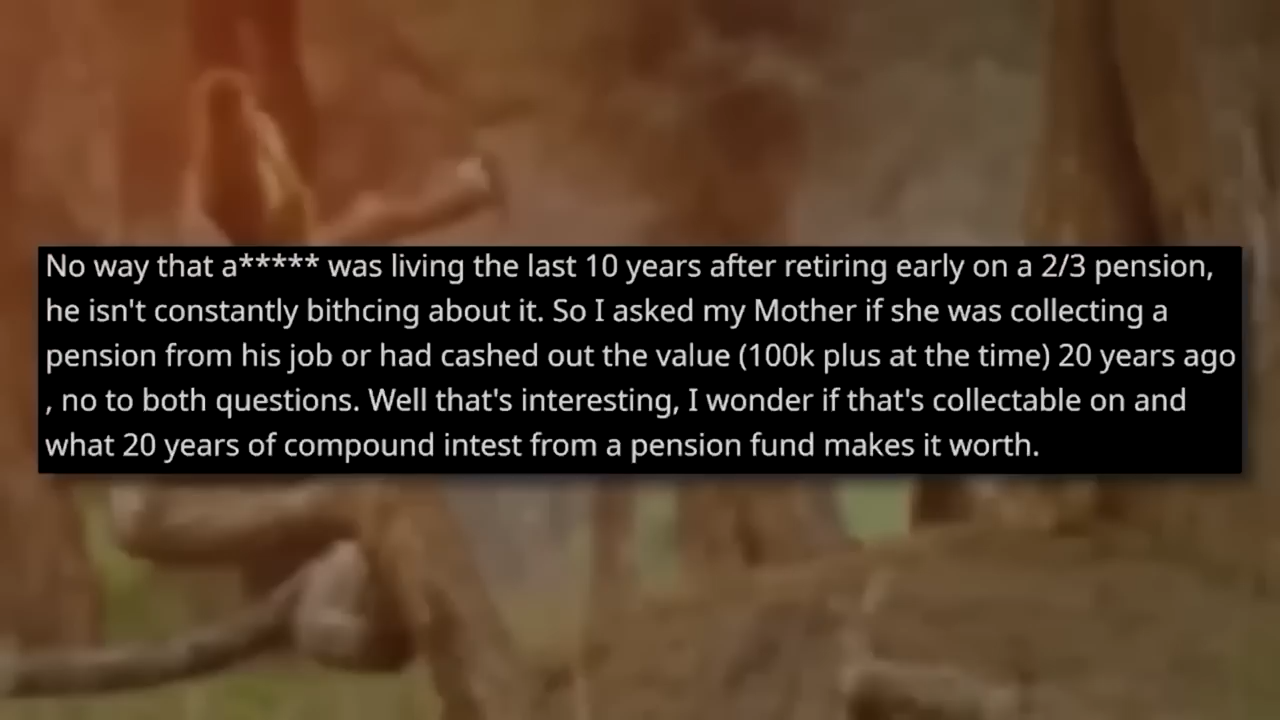 No way that a***** was living the last 10 years after retiring early on a 2/3 pension,
he isn't constantly bithcing about it. So I asked my Mother if she was collecting a
pension from his job or had cashed out the value (100k plus at the time) 20 years ago
, no to both questions. Well that's interesting, I wonder if that's collectable on and
what 20 years of compound intest from a pension fund makes it worth.